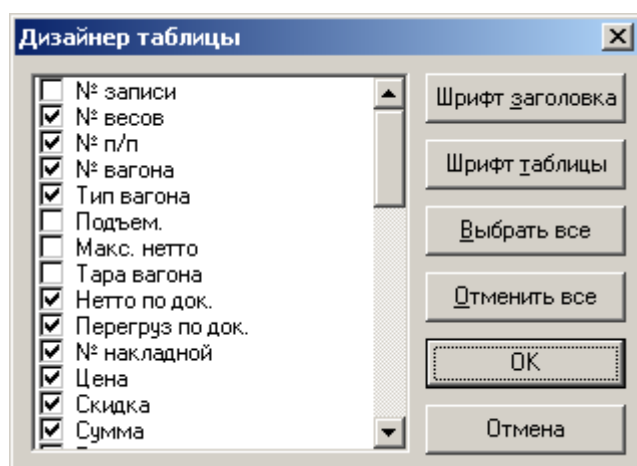 Дизайнер таблицы
№ записи
№ весов
№ п/п
№ вагона
Тип вагона
Подъем.
Макс. нетто
Тара вагона
Нетто по док.
Перегруз по док.
№ накладной
Цена
Скидка
Сумма
Шрифт заголовка
Шрифт таблицы
Выбрать все
Отменить все
OK
Отмена